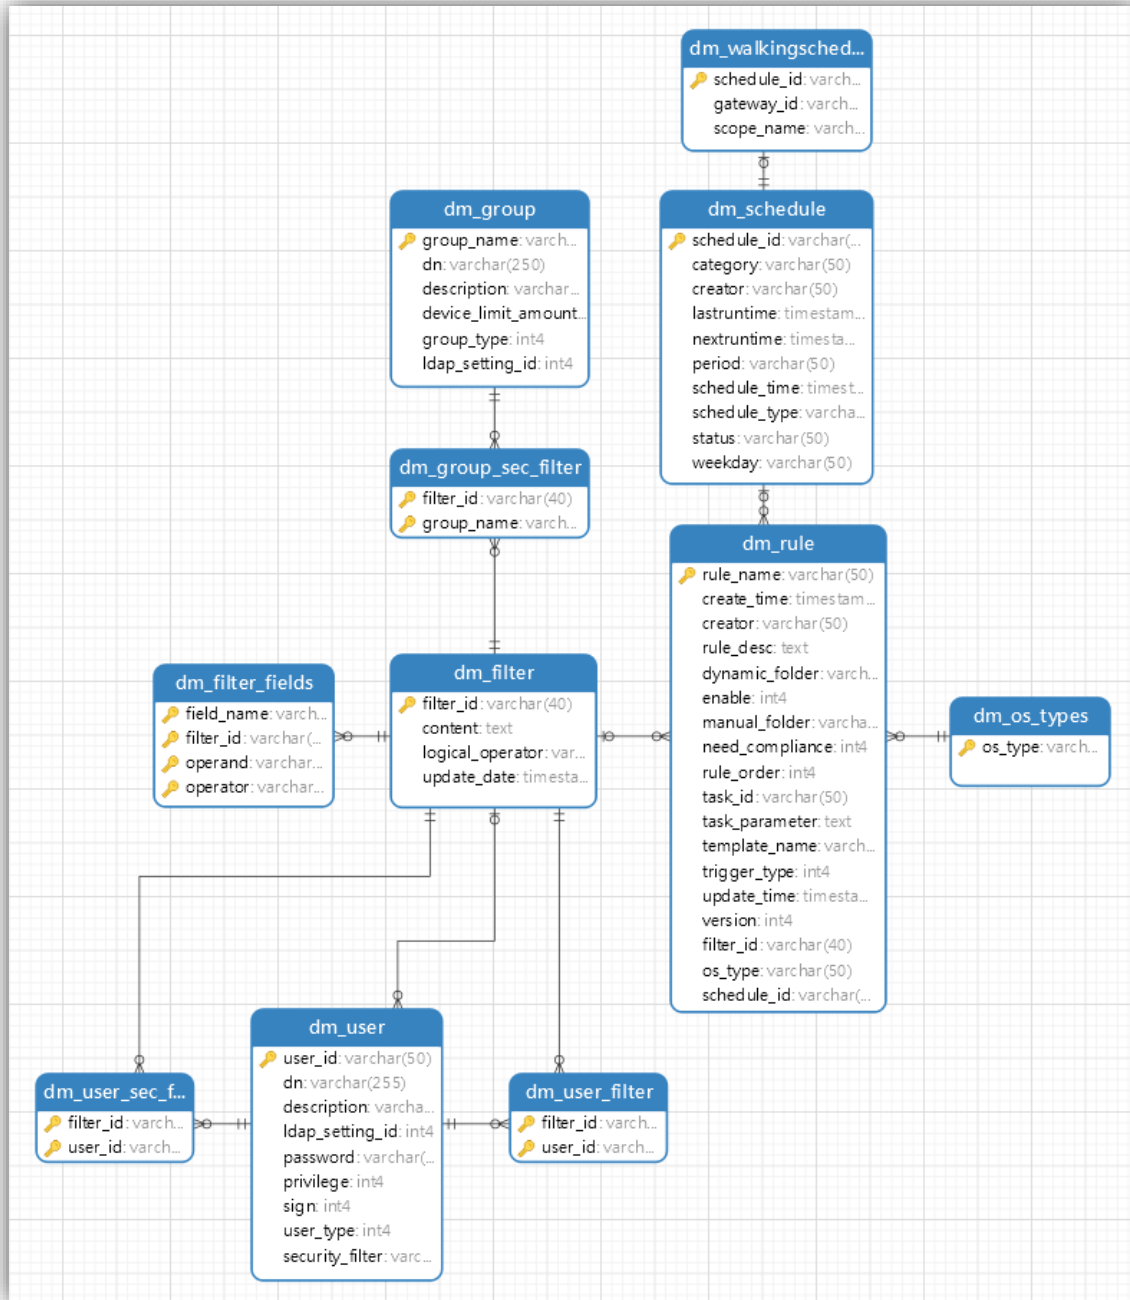 dm_walkingsched...
schedule_id: varch...
gateway_id: varch...
scope_name: varch...
dm_group
group_name: varch...
dn: varchar(250)
description: varchar...
device_limit_amount...
group_type: int4
ldap_setting_id: int4
dm_schedule
schedule_id: varchar(...
category: varchar(50)
creator: varchar(50)
lastruntime: timestam...
nextruntime: timesta...
period: varchar(50)
schedule_time: timest...
schedule_type: varcha...
status: varchar(50)
weekday: varchar(50)
dm_group_sec_filter
filter_id: varchar(40)
group_name: varch...
dm_rule
rule_name: varchar(50)
create_time: timestam...
creator: varchar(50)
rule_desc: text
dynamic_folder: varch...
enable: int4
manual_folder: varcha...
need_compliance: int4
rule_order: int4
task_id: varchar(50)
task_parameter: text
template_name: varch...
trigger_type: int4
update_time: timesta...
version: int4
filter_id: varchar(40)
os_type: varchar(50)
schedule_id: varchar(...
dm_filter_fields
field_name: varch...
filter_id: varchar(...
operand: varchar...
operator: varchar...
dm_filter
filter_id: varchar(40)
content: text
logical_operator: var...
update_date: timesta...
dm_os_types
os_type: varch...
dm_user_sec_f...
filter_id: varch...
user_id: varch...
dm_user
user_id: varchar(50)
dn: varchar(255)
description: varcha...
ldap_setting_id: int4
password: varchar(...
privilege: int4
sign: int4
user_type: int4
security_filter: varc...
dm_user_filter
filter_id: varch...
user_id: varch...